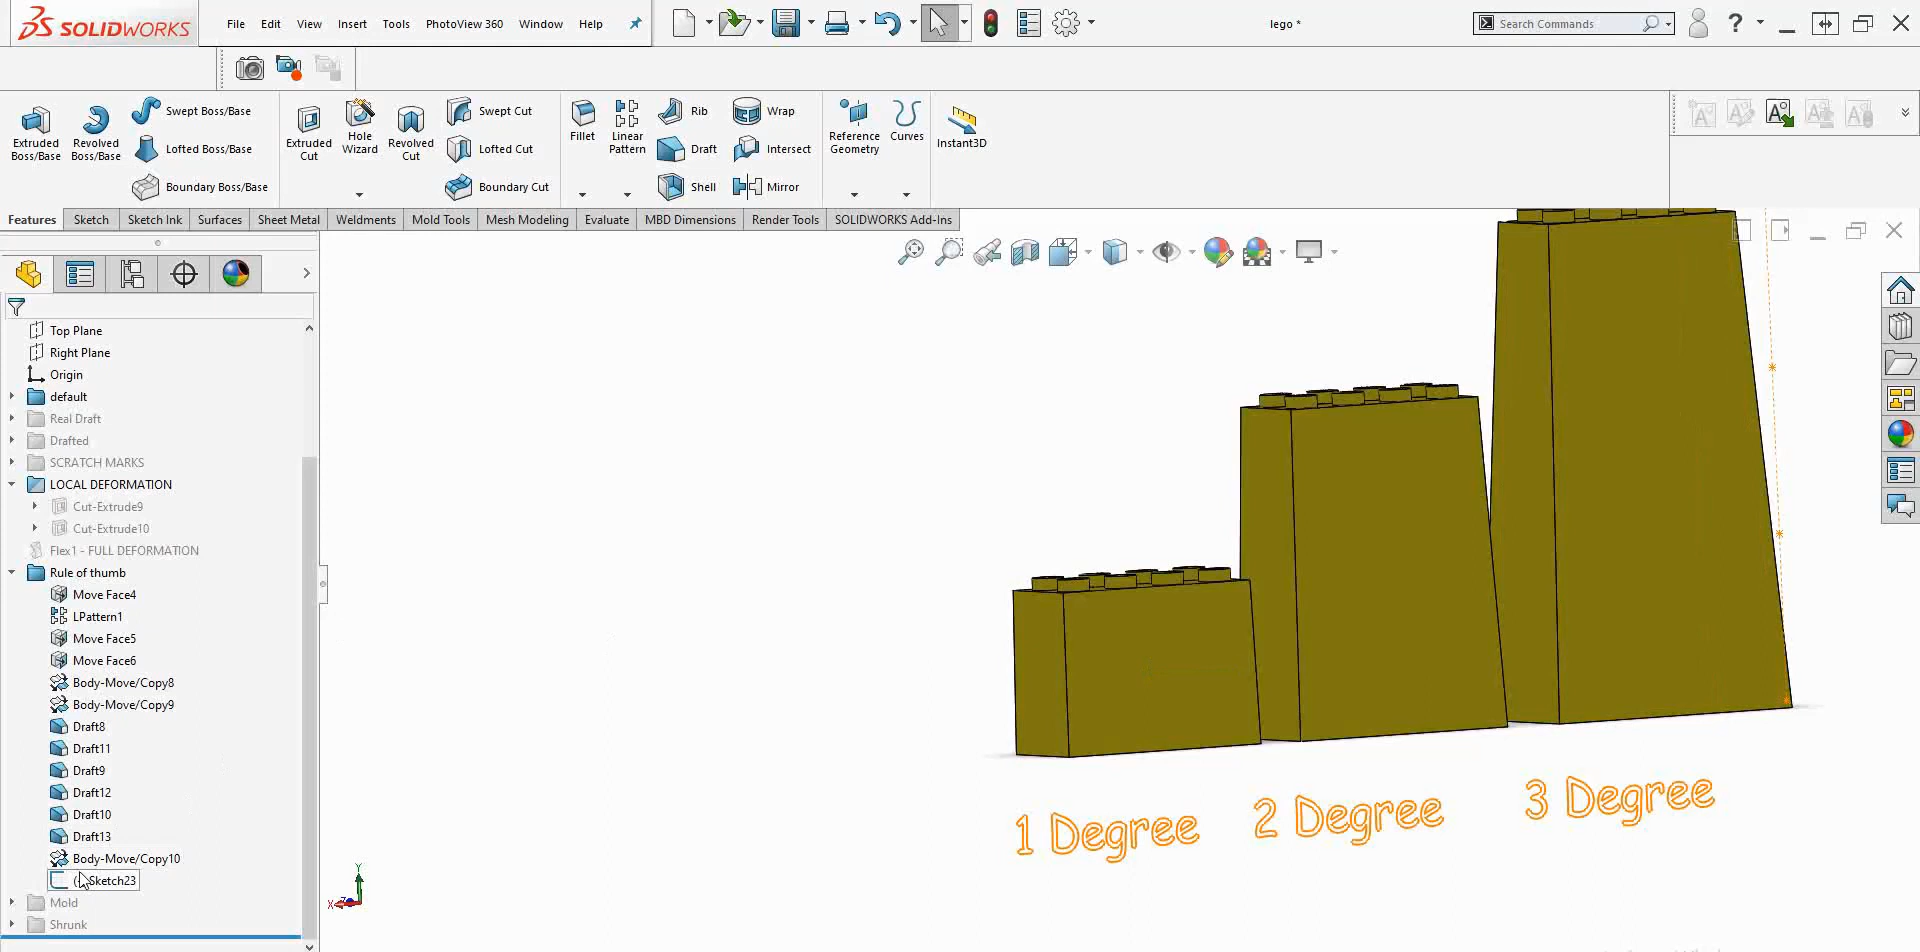 SOLIDWORKS
File Edit View Insert Tools PhotoView 360 Window Help
lego *
Search Commands
Extruded Boss/Base
Revolved Boss/Base
Swept Boss/Base
Lofted Boss/Base
Boundary Boss/Base
Extruded Cut
Hole Wizard
Revolved Cut
Swept Cut
Lofted Cut
Boundary Cut
Fillet
Linear Pattern
Rib
Draft
Shell
Wrap
Intersect
Mirror
Reference Geometry
Curves
Instant3D
Features Sketch Sketch Ink Surfaces Sheet Metal Weldments Mold Tools Mesh Modeling Evaluate MBD Dimensions Render Tools SOLIDWORKS Add-Ins
Top Plane
Right Plane
Origin
default
Real Draft
Drafted
SCRATCH MARKS
LOCAL DEFORMATION
Cut-Extrude9
Cut-Extrude10
Flex1 - FULL DEFORMATION
Rule of thumb
Move Face4
LPattern1
Move Face5
Move Face6
Body-Move/Copy8
Body-Move/Copy9
Draft8
Draft11
Draft9
Draft12
Draft10
Draft13
Body-Move/Copy10
Sketch23
Mold
Shrunk
1 Degree
2 Degree
3 Degree
Y
X